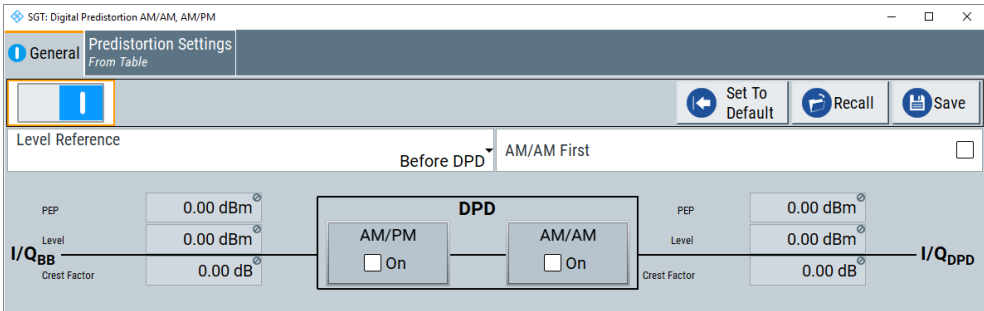 SGT: Digital Predistortion AM/AM, AM/PM
General
Predistortion Settings
From Table
Set To
Default
Recall
Save
Level Reference
Before DPD
AM/AM First
PEP
0.00 dBm
Level
0.00 dBm
Crest Factor
0.00 dB
I/QBB
DPD
AM/PM
On
AM/AM
On
PEP
0.00 dBm
Level
0.00 dBm
Crest Factor
0.00 dB
I/QDPD